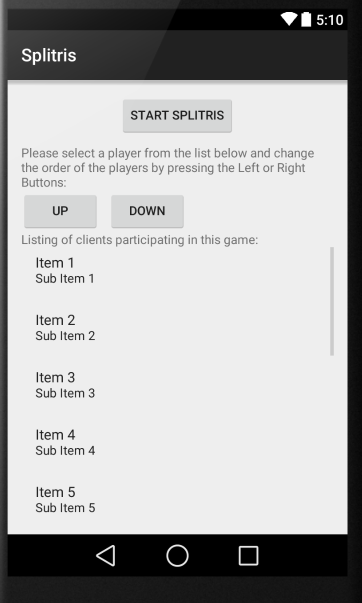 5:10
Splitris
START SPLITRIS
Please select a player from the list below and change
the order of the players by pressing the Left or Right
Buttons:
UP DOWN
Listing of clients participating in this game:
Item 1
Sub Item 1
Item 2
Sub Item 2
Item 3
Sub Item 3
Item 4
Sub Item 4
Item 5
Sub Item 5